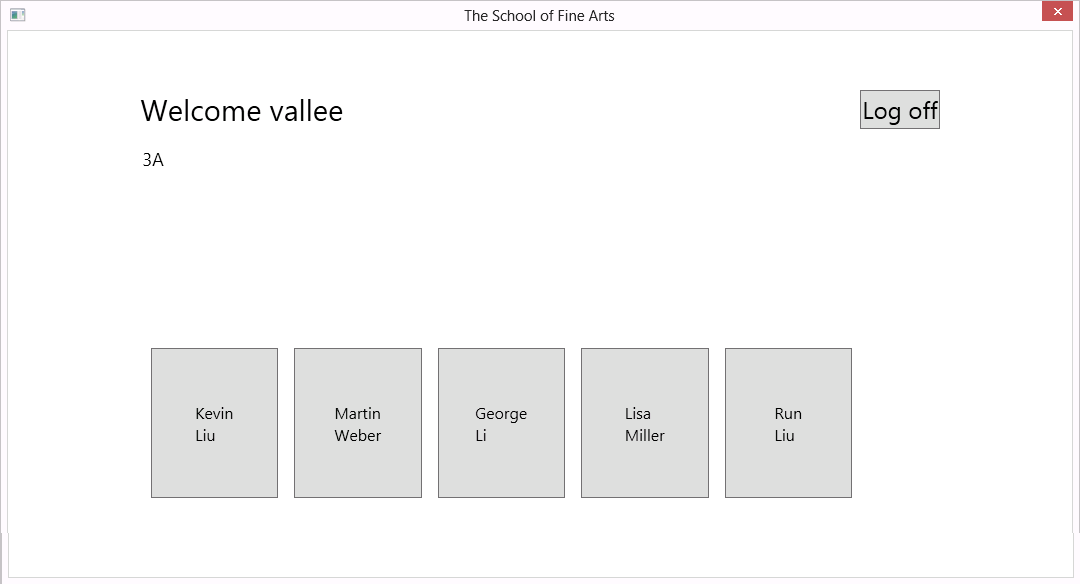 The School of Fine Arts
Welcome vallee
Log off
3A
Kevin
Liu
Martin
Weber
George
Li
Lisa
Miller
Run
Liu